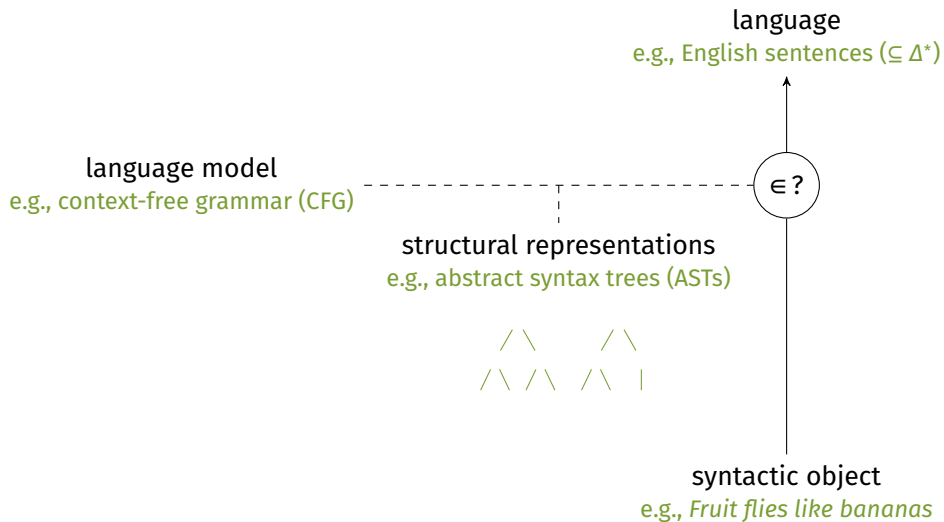 language
e.g., English sentences (⊆ Δ*)
language model
e.g., context-free grammar (CFG)
∈ ?
structural representations
e.g., abstract syntax trees (ASTs)
syntactic object
e.g., Fruit flies like bananas